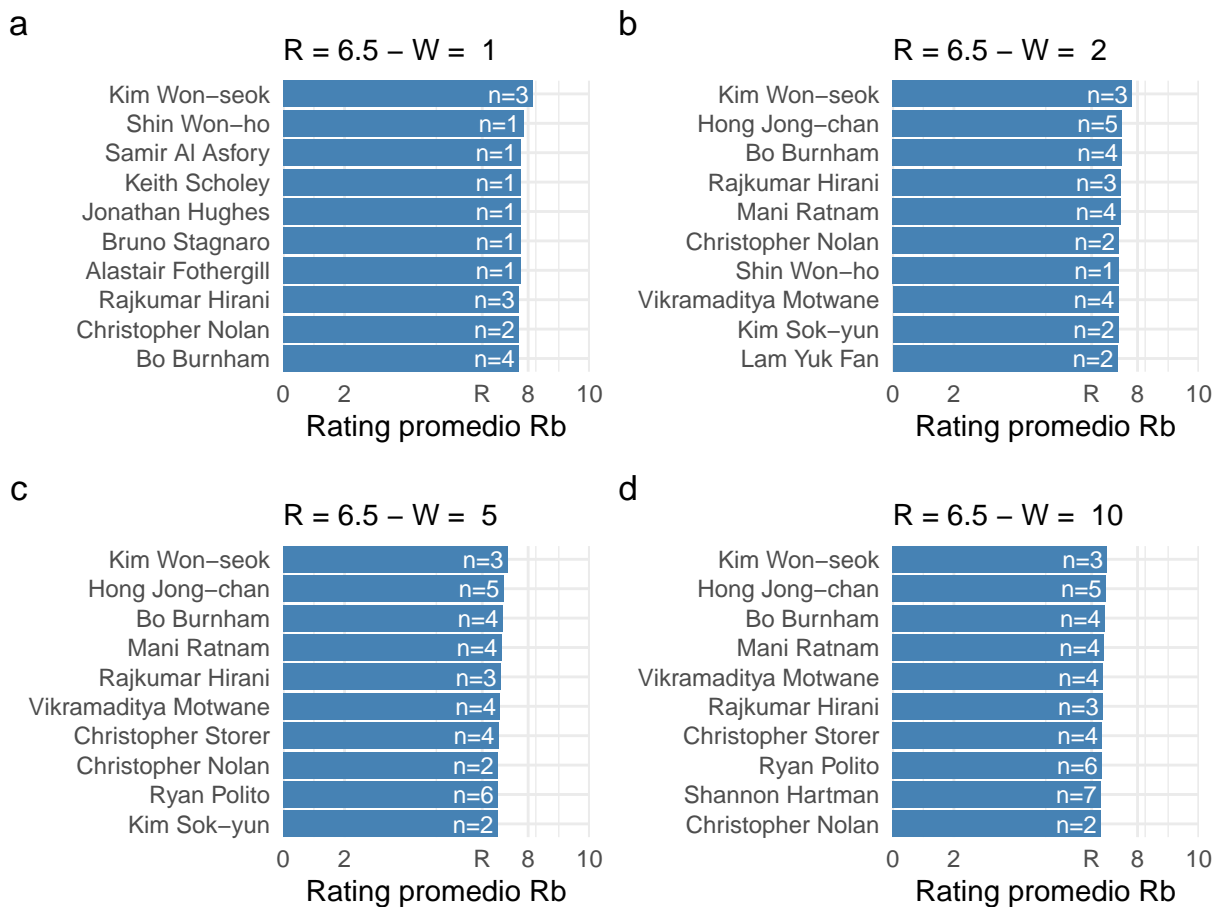 a
R = 6.5 − W =  1
Kim Won−seok n=3
Shin Won−ho n=1
Samir Al Asfory n=1
Keith Scholey n=1
Jonathan Hughes n=1
Bruno Stagnaro n=1
Alastair Fothergill n=1
Rajkumar Hirani n=3
Christopher Nolan n=2
Bo Burnham n=4
0 2 R 8 10
Rating promedio Rb
b
R = 6.5 − W =  2
Kim Won−seok n=3
Hong Jong−chan n=5
Bo Burnham n=4
Rajkumar Hirani n=3
Mani Ratnam n=4
Christopher Nolan n=2
Shin Won−ho n=1
Vikramaditya Motwane n=4
Kim Sok−yun n=2
Lam Yuk Fan n=2
0 2 R 8 10
Rating promedio Rb
c
R = 6.5 − W =  5
Kim Won−seok n=3
Hong Jong−chan n=5
Bo Burnham n=4
Mani Ratnam n=4
Rajkumar Hirani n=3
Vikramaditya Motwane n=4
Christopher Storer n=4
Christopher Nolan n=2
Ryan Polito n=6
Kim Sok−yun n=2
0 2 R 8 10
Rating promedio Rb
d
R = 6.5 − W =  10
Kim Won−seok n=3
Hong Jong−chan n=5
Bo Burnham n=4
Mani Ratnam n=4
Vikramaditya Motwane n=4
Rajkumar Hirani n=3
Christopher Storer n=4
Ryan Polito n=6
Shannon Hartman n=7
Christopher Nolan n=2
0 2 R 8 10
Rating promedio Rb